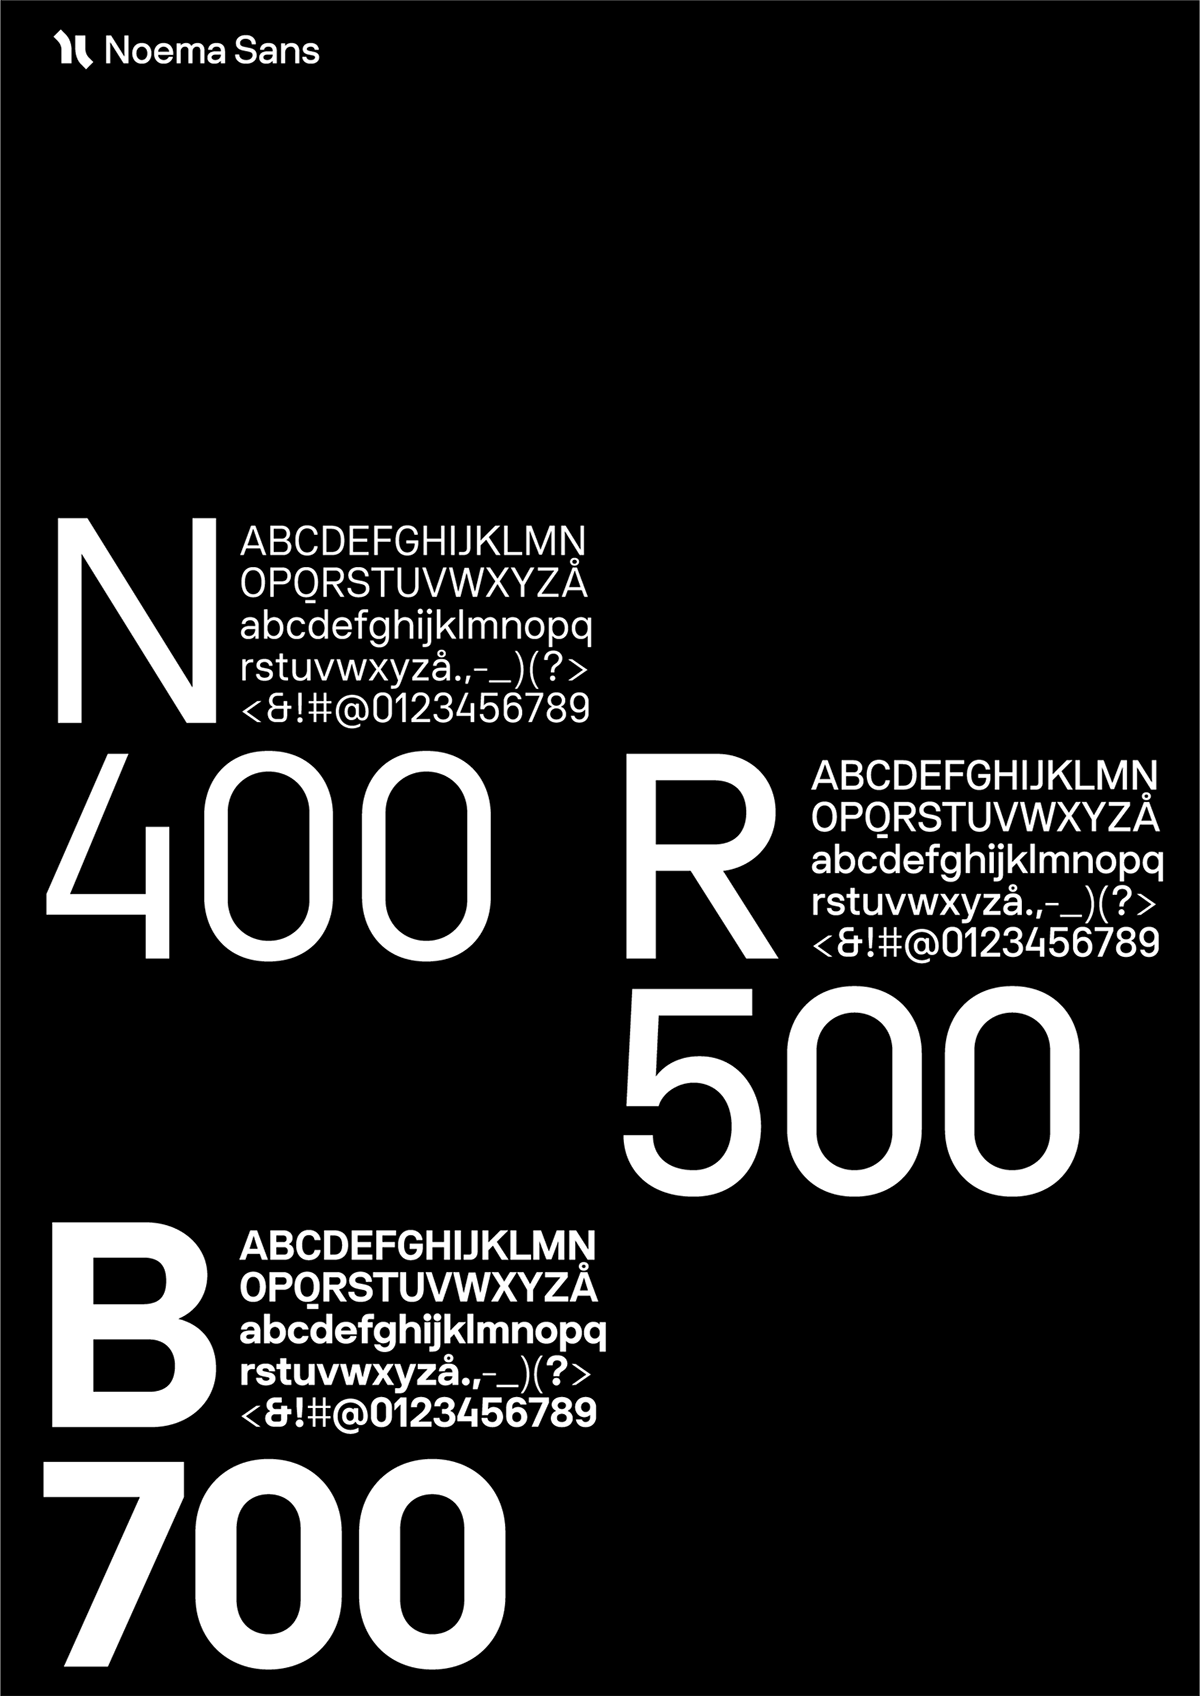 Noema Sans
N
ABCDEFGHIJKLMN
OPQRSTUVWXYZÅ
abcdefghijklmnopq
rstuvwxyzå.,-_)(?>
<&!#@0123456789
400
R
ABCDEFGHIJKLMN
OPQRSTUVWXYZÅ
abcdefghijklmnopq
rstuvwxyzå.,-_)(?>
<&!#@0123456789
500
B
ABCDEFGHIJKLMN
OPQRSTUVWXYZÅ
abcdefghijklmnopq
rstuvwxyzå.,-_)(?>
<&!#@0123456789
700